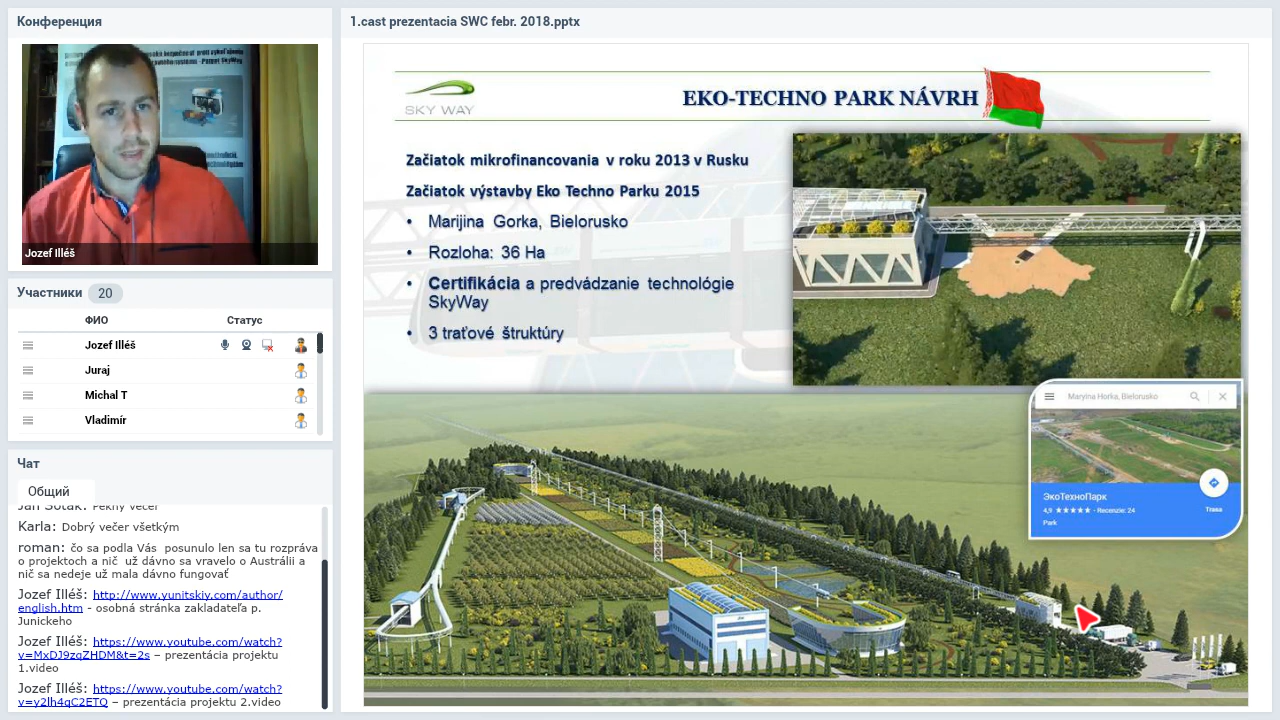 Конференция
Jozef Illéš
Участники 20
ФИО Статус
Jozef Illéš
Juraj
Michal T
Vladimír
Чат
Общий
Ján Soták: Pekný večer
Karla: Dobrý večer všetkým
roman: čo sa podla Vás posunulo len sa tu rozpráva
o projektoch a nič už dávno sa vravelo o Austrálii a
nič sa nedeje už mala dávno fungovať
Jozef Illéš: http://www.yunitskiy.com/author/
english.htm - osobná stránka zakladateľa p.
Junickeho
Jozef Illéš: https://www.youtube.com/watch?
v=MxDJ9zqZHDM&t=2s – prezentácia projektu
1.video
Jozef Illéš: https://www.youtube.com/watch?
v=y2lh4qC2ETQ – prezentácia projektu 2.video
1.cast prezentacia SWC febr. 2018.pptx
SKY WAY
EKO-TECHNO PARK NÁVRH
Začiatok mikrofinancovania v roku 2013 v Rusku
Začiatok výstavby Eko Techno Parku 2015
• Marijina Gorka, Bielorusko
• Rozloha: 36 Ha
• Certifikácia a predvádzanie technológie
SkyWay
• 3 traťové štruktúry
Maryina Horka, Bielorusko
ЭкоТехноПарк
4,9 ★★★★★ - Recenzie: 24
Park
Trasa